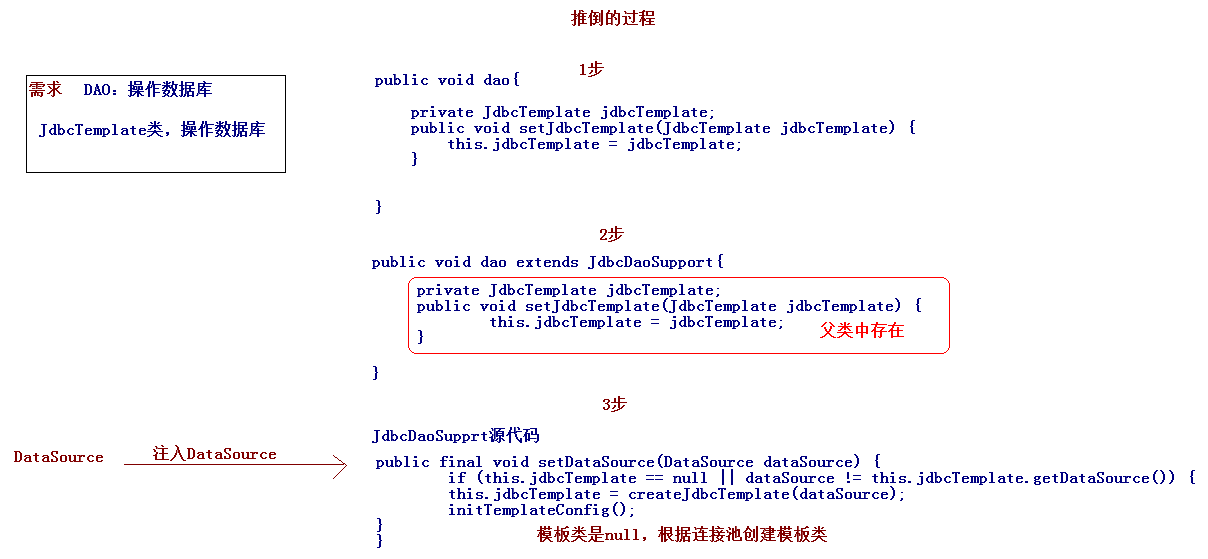 推倒的过程
需求 DAO：操作数据库
JdbcTemplate类，操作数据库
1步
public void dao{
private JdbcTemplate jdbcTemplate;
public void setJdbcTemplate(JdbcTemplate jdbcTemplate) {
this.jdbcTemplate = jdbcTemplate;
}
}
2步
public void dao extends JdbcDaoSupport{
private JdbcTemplate jdbcTemplate;
public void setJdbcTemplate(JdbcTemplate jdbcTemplate) {
this.jdbcTemplate = jdbcTemplate;
}
父类中存在
}
3步
JdbcDaoSupprt源代码
DataSource 注入DataSource
public final void setDataSource(DataSource dataSource) {
if (this.jdbcTemplate == null || dataSource != this.jdbcTemplate.getDataSource()) {
this.jdbcTemplate = createJdbcTemplate(dataSource);
initTemplateConfig();
}
}
模板类是null，根据连接池创建模板类